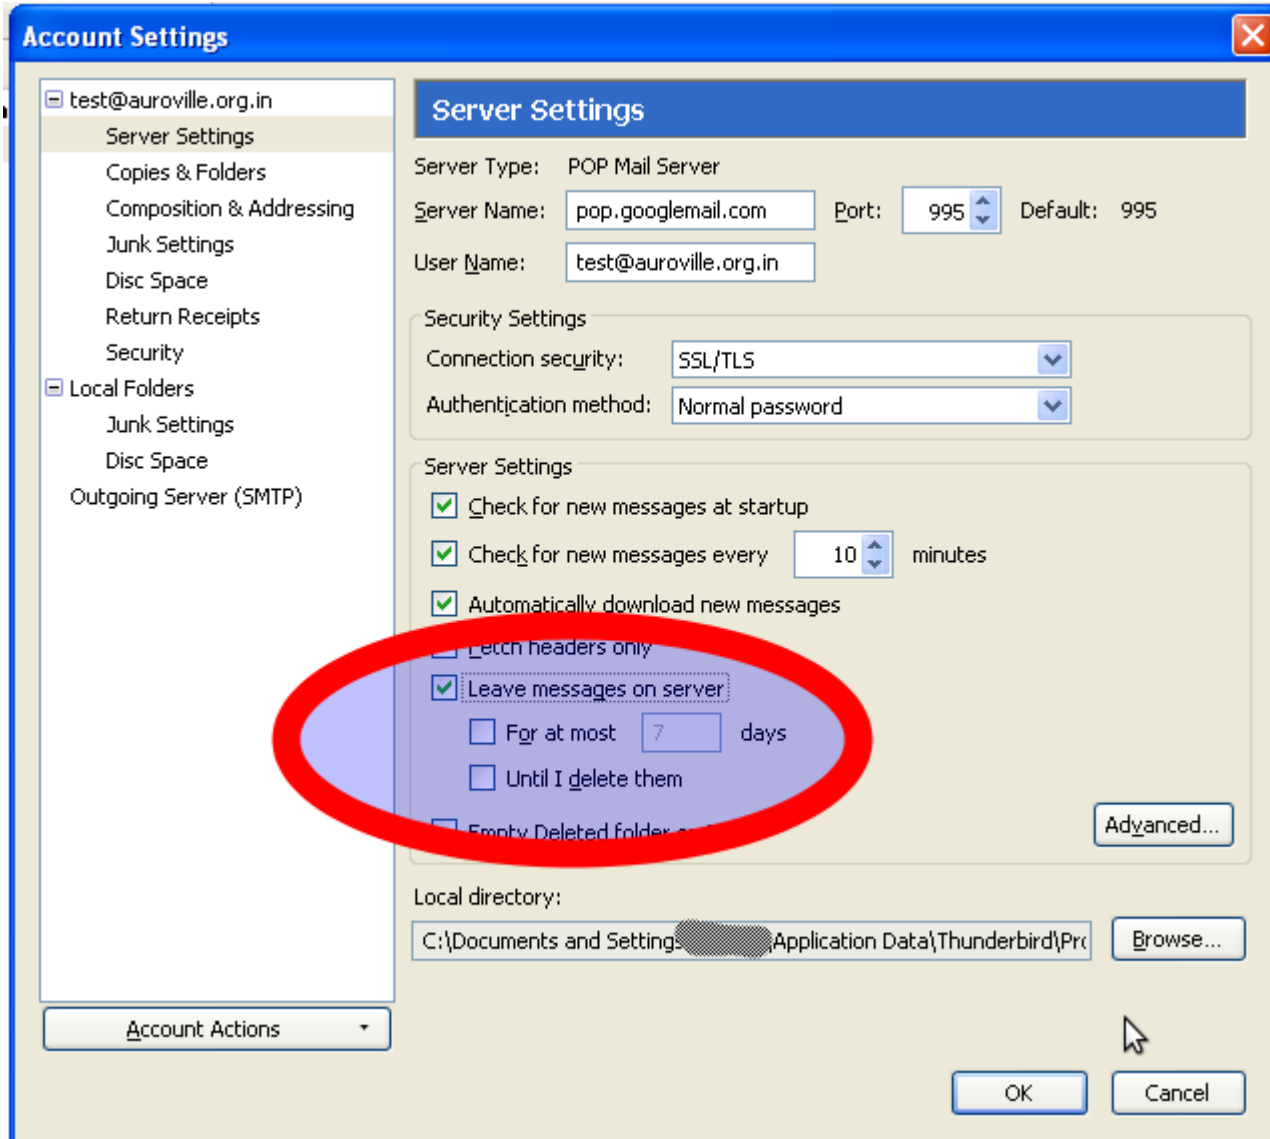 Account Settings
test@auroville.org.in
Server Settings
Copies & Folders
Composition & Addressing
Junk Settings
Disc Space
Return Receipts
Security
Local Folders
Junk Settings
Disc Space
Outgoing Server (SMTP)
Account Actions
Server Settings
Server Type: POP Mail Server
Server Name: pop.googlemail.com Port: 995 Default: 995
User Name: test@auroville.org.in
Security Settings
Connection security: SSL/TLS
Authentication method: Normal password
Server Settings
Check for new messages at startup
Check for new messages every 10 minutes
Automatically download new messages
Fetch headers only
Leave messages on server
For at most 7 days
Until I delete them
Empty Deleted folder
Advanced...
Local directory:
C:\Documents and Settings \Application Data\Thunderbird\Pro
Browse...
OK Cancel